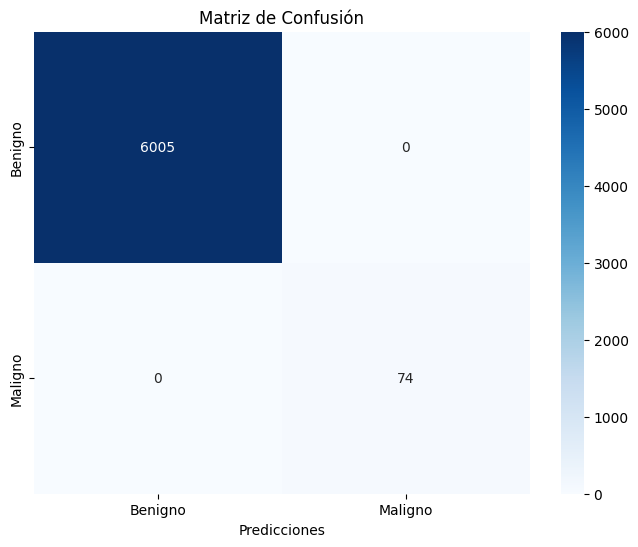 Matriz de Confusión
Benigno
6005
0
Maligno
0
74
Benigno
Maligno
Predicciones
6000
5000
4000
3000
2000
1000
0